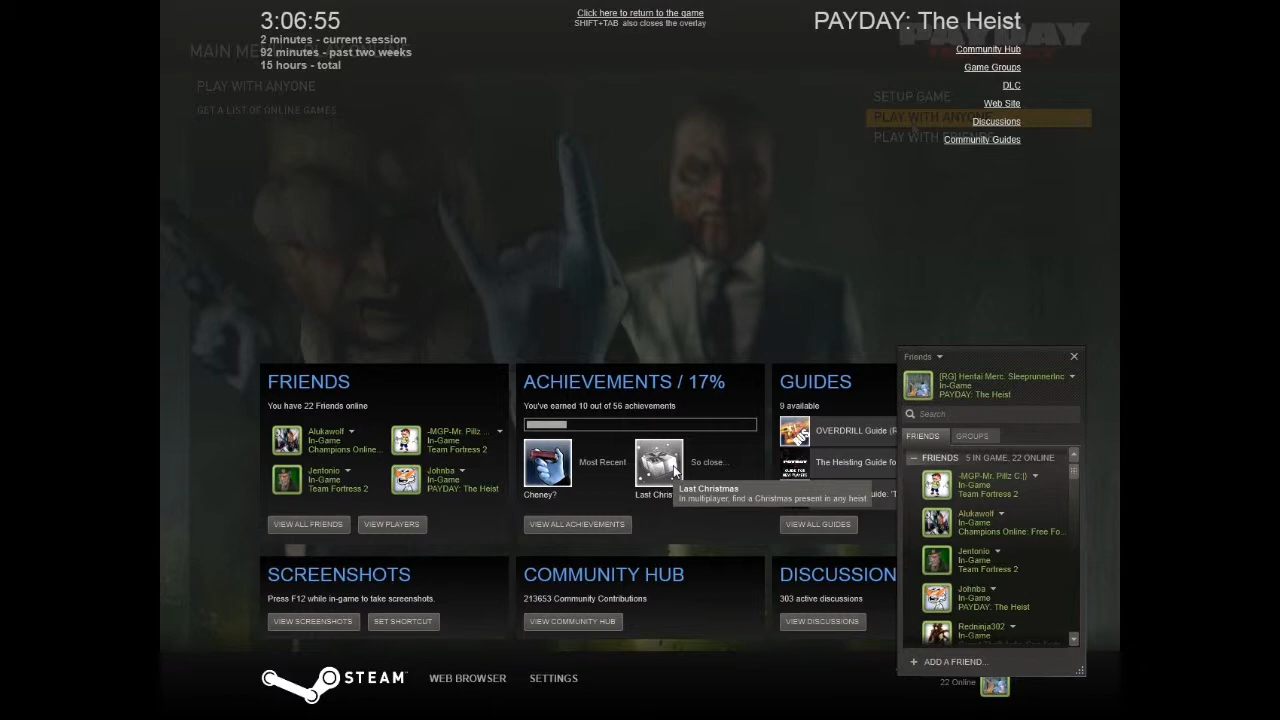 3:06:55
2 minutes - current session
92 minutes - past two weeks
15 hours - total
Click here to return to the game
SHIFT+TAB also closes the overlay
PAYDAY: The Heist
Community Hub
Game Groups
DLC
Web Site
Discussions
Community Guides
PAYDAY
MAIN ME
PLAY WITH ANYONE
GET A LIST OF ONLINE GAMES
SETUP GAME
PLAY WITH ANYONE
PLAY WITH FRIENDS
FRIENDS
You have 22 Friends online
Alukawolf
In-Game
Champions Online...
-MGP-Mr. Pillz ...
In-Game
Team Fortress 2
Jentonio
In-Game
Team Fortress 2
Johnba
In-Game
PAYDAY: The Heist
VIEW ALL FRIENDS
VIEW PLAYERS
ACHIEVEMENTS / 17%
You've earned 10 out of 56 achievements
Most Recent
So close...
Cheney?
Last Chris
Last Christmas
In multiplayer, find a Christmas present in any heist
VIEW ALL ACHIEVEMENTS
GUIDES
9 available
OVERDRILL Guide (R
The Heisting Guide fo
uide: 'T
VIEW ALL GUIDES
SCREENSHOTS
Press F12 while in-game to take screenshots.
VIEW SCREENSHOTS
SET SHORTCUT
COMMUNITY HUB
213653 Community Contributions
VIEW COMMUNITY HUB
DISCUSSION
303 active discussions
VIEW DISCUSSIONS
Friends
[RG] Hentai Merc. SleeprunnerInc
In-Game
PAYDAY: The Heist
Search
FRIENDS
GROUPS
FRIENDS 5 IN GAME, 22 ONLINE
-MGP-Mr. Pillz C:||
In-Game
Team Fortress 2
Alukawolf
In-Game
Champions Online: Free Fo...
Jentonio
In-Game
Team Fortress 2
Johnba
In-Game
PAYDAY: The Heist
Redninja302
In-Game
+ ADD A FRIEND...
22 Online
STEAM
WEB BROWSER
SETTINGS